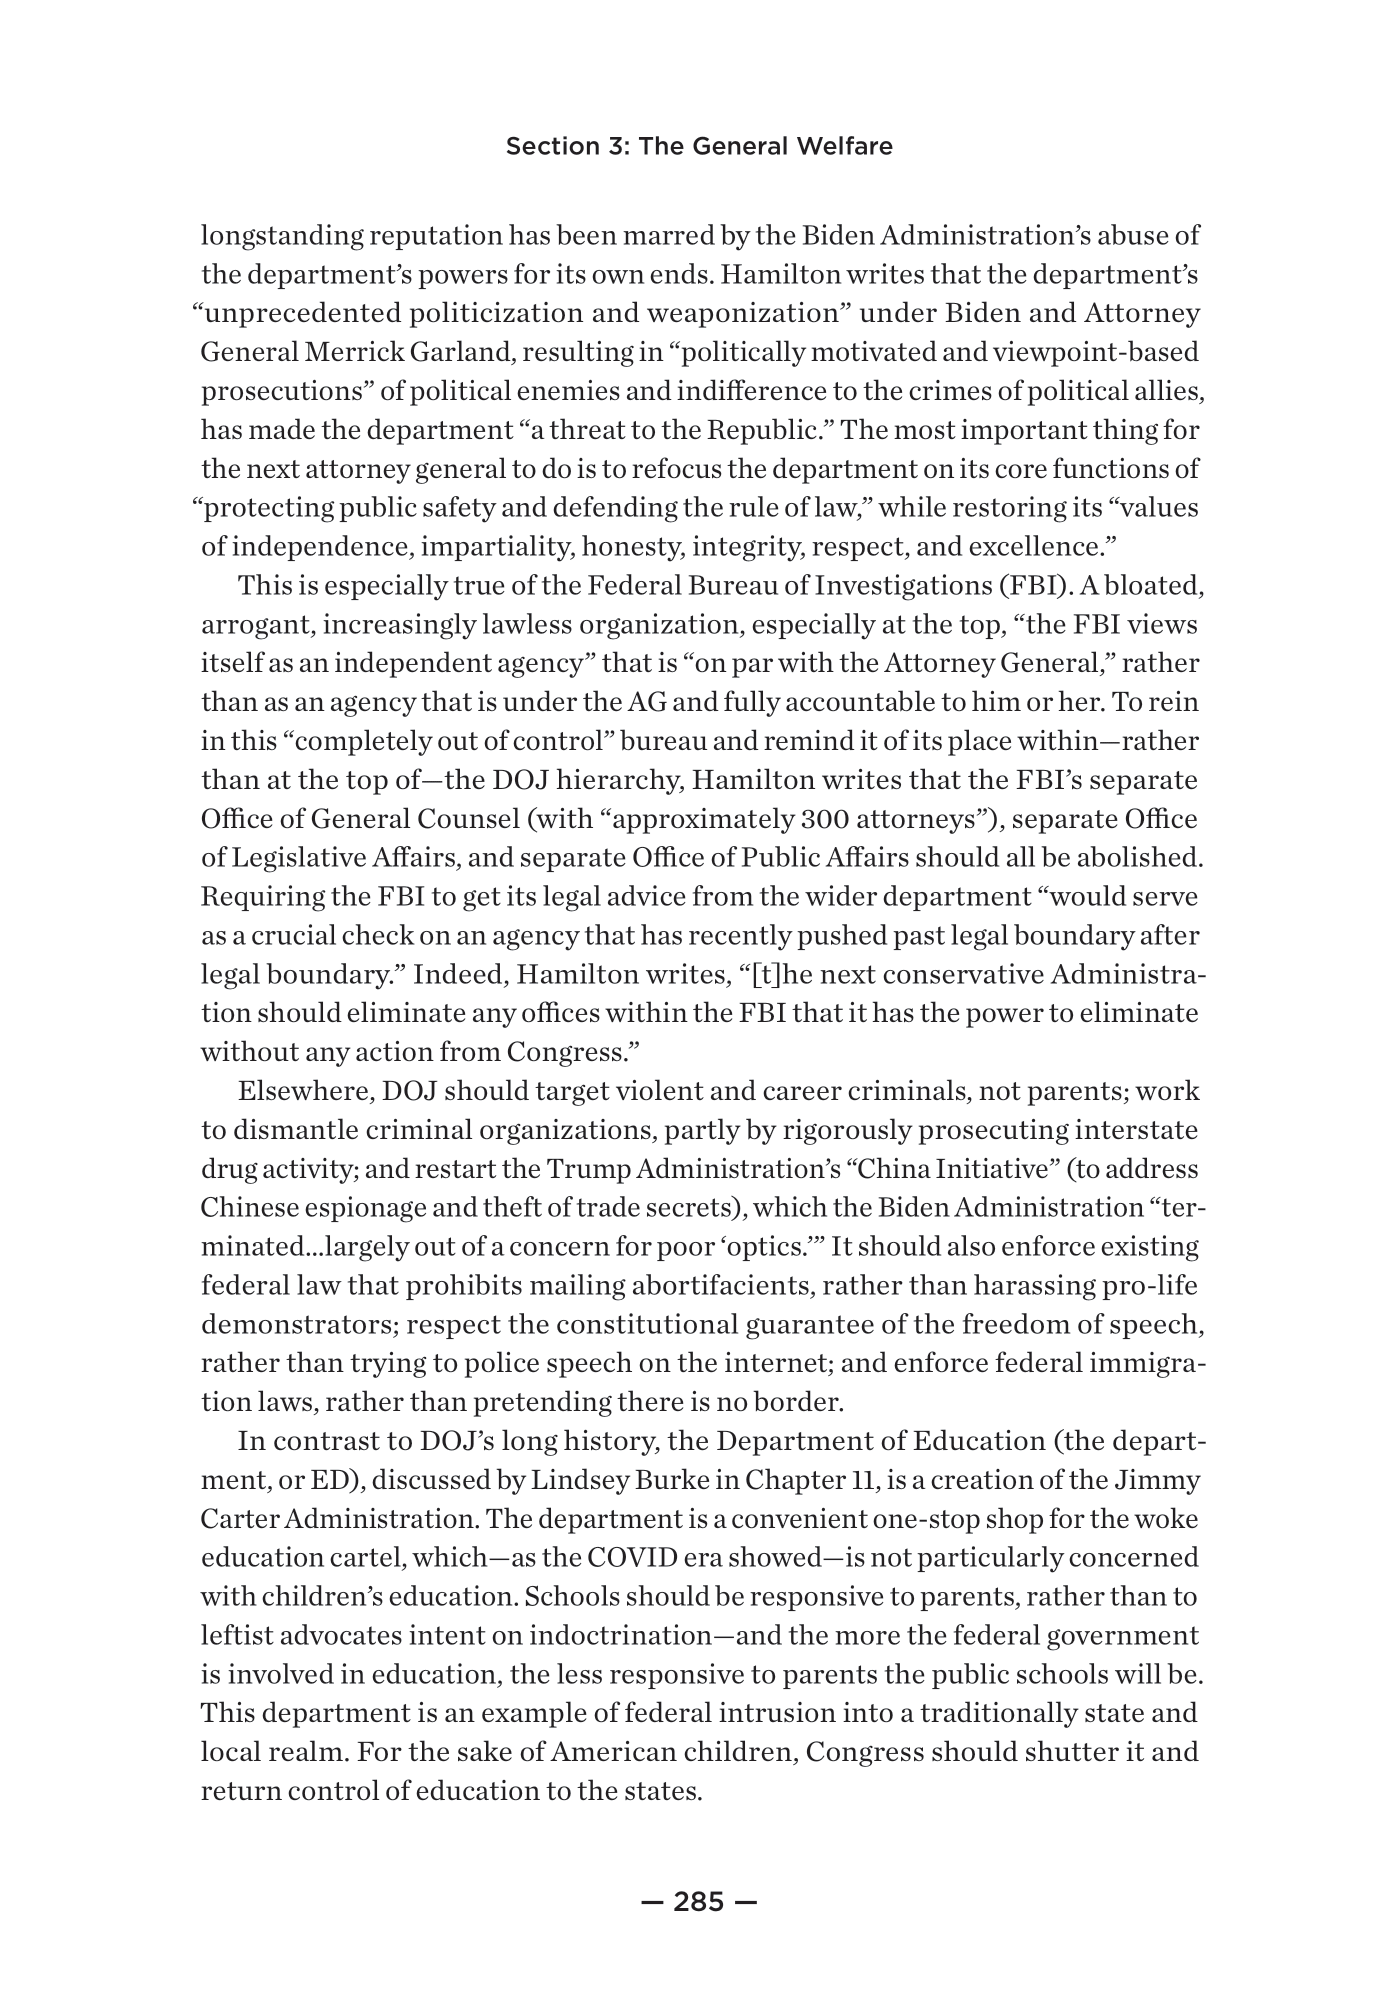 Section 3: The General Welfare
longstanding reputation has been marred by the Biden Administration’s abuse of
the department’s powers for its own ends. Hamilton writes that the department’s
“unprecedented politicization and weaponization” under Biden and Attorney
General Merrick Garland, resulting in “politically motivated and viewpoint-based
prosecutions” of political enemies and indifference to the crimes of political allies,
has made the department “a threat to the Republic.” The most important thing for
the next attorney general to do is to refocus the department on its core functions of
“protecting public safety and defending the rule of law,” while restoring its “values
of independence, impartiality, honesty, integrity, respect, and excellence.”
This is especially true of the Federal Bureau of Investigations (FBI). A bloated,
arrogant, increasingly lawless organization, especially at the top, “the FBI views
itself as an independent agency” that is “on par with the Attorney General,” rather
than as an agency that is under the AG and fully accountable to him or her. To rein
in this “completely out of control” bureau and remind it of its place within—rather
than at the top of—the DOJ hierarchy, Hamilton writes that the FBI’s separate
Office of General Counsel (with “approximately 300 attorneys”), separate Office
of Legislative Affairs, and separate Office of Public Affairs should all be abolished.
Requiring the FBI to get its legal advice from the wider department “would serve
as a crucial check on an agency that has recently pushed past legal boundary after
legal boundary.” Indeed, Hamilton writes, “[t]he next conservative Administra-
tion should eliminate any offices within the FBI that it has the power to eliminate
without any action from Congress.”
Elsewhere, DOJ should target violent and career criminals, not parents; work
to dismantle criminal organizations, partly by rigorously prosecuting interstate
drug activity; and restart the Trump Administration’s “China Initiative” (to address
Chinese espionage and theft of trade secrets), which the Biden Administration “ter-
minated...largely out of a concern for poor ‘optics.’” It should also enforce existing
federal law that prohibits mailing abortifacients, rather than harassing pro-life
demonstrators; respect the constitutional guarantee of the freedom of speech,
rather than trying to police speech on the internet; and enforce federal immigra-
tion laws, rather than pretending there is no border.
In contrast to DOJ’s long history, the Department of Education (the depart-
ment, or ED), discussed by Lindsey Burke in Chapter 11, is a creation of the Jimmy
Carter Administration. The department is a convenient one-stop shop for the woke
education cartel, which—as the COVID era showed—is not particularly concerned
with children’s education. Schools should be responsive to parents, rather than to
leftist advocates intent on indoctrination—and the more the federal government
is involved in education, the less responsive to parents the public schools will be.
This department is an example of federal intrusion into a traditionally state and
local realm. For the sake of American children, Congress should shutter it and
return control of education to the states.
— 285 —